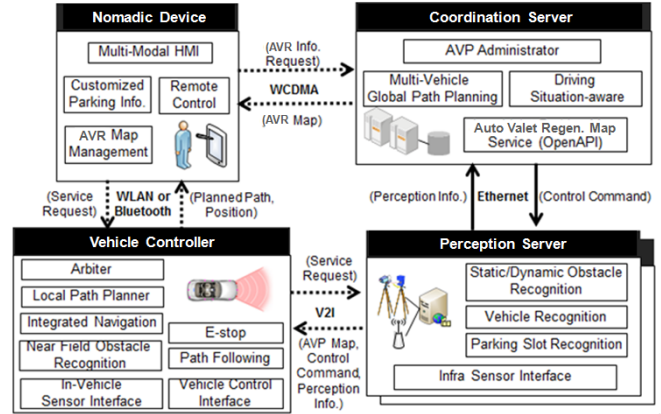 Nomadic Device
Multi-Modal HMI
Customized
Parking Info.
Remote
Control
AVR Map
Management
(AVR Info.
Request)
WCDMA
(AVR Map)
Coordination Server
AVP Administrator
Multi-Vehicle
Global Path Planning
Driving
Situation-aware
Auto Valet Regen. Map
Service (OpenAPI)
(Service
Request)
WLAN or
Bluetooth
(Planned Path,
Position)
(Perception Info.)
Ethernet
(Control Command)
Vehicle Controller
Arbiter
Local Path Planner
Integrated Navigation
Near Field Obstacle
Recognition
In-Vehicle
Sensor Interface
E-stop
Path Following
Vehicle Control
Interface
(Service
Request)
V2I
(AVP Map,
Control
Command,
Perception
Info.)
Perception Server
Static/Dynamic Obstacle
Recognition
Vehicle Recognition
Parking Slot Recognition
Infra Sensor Interface